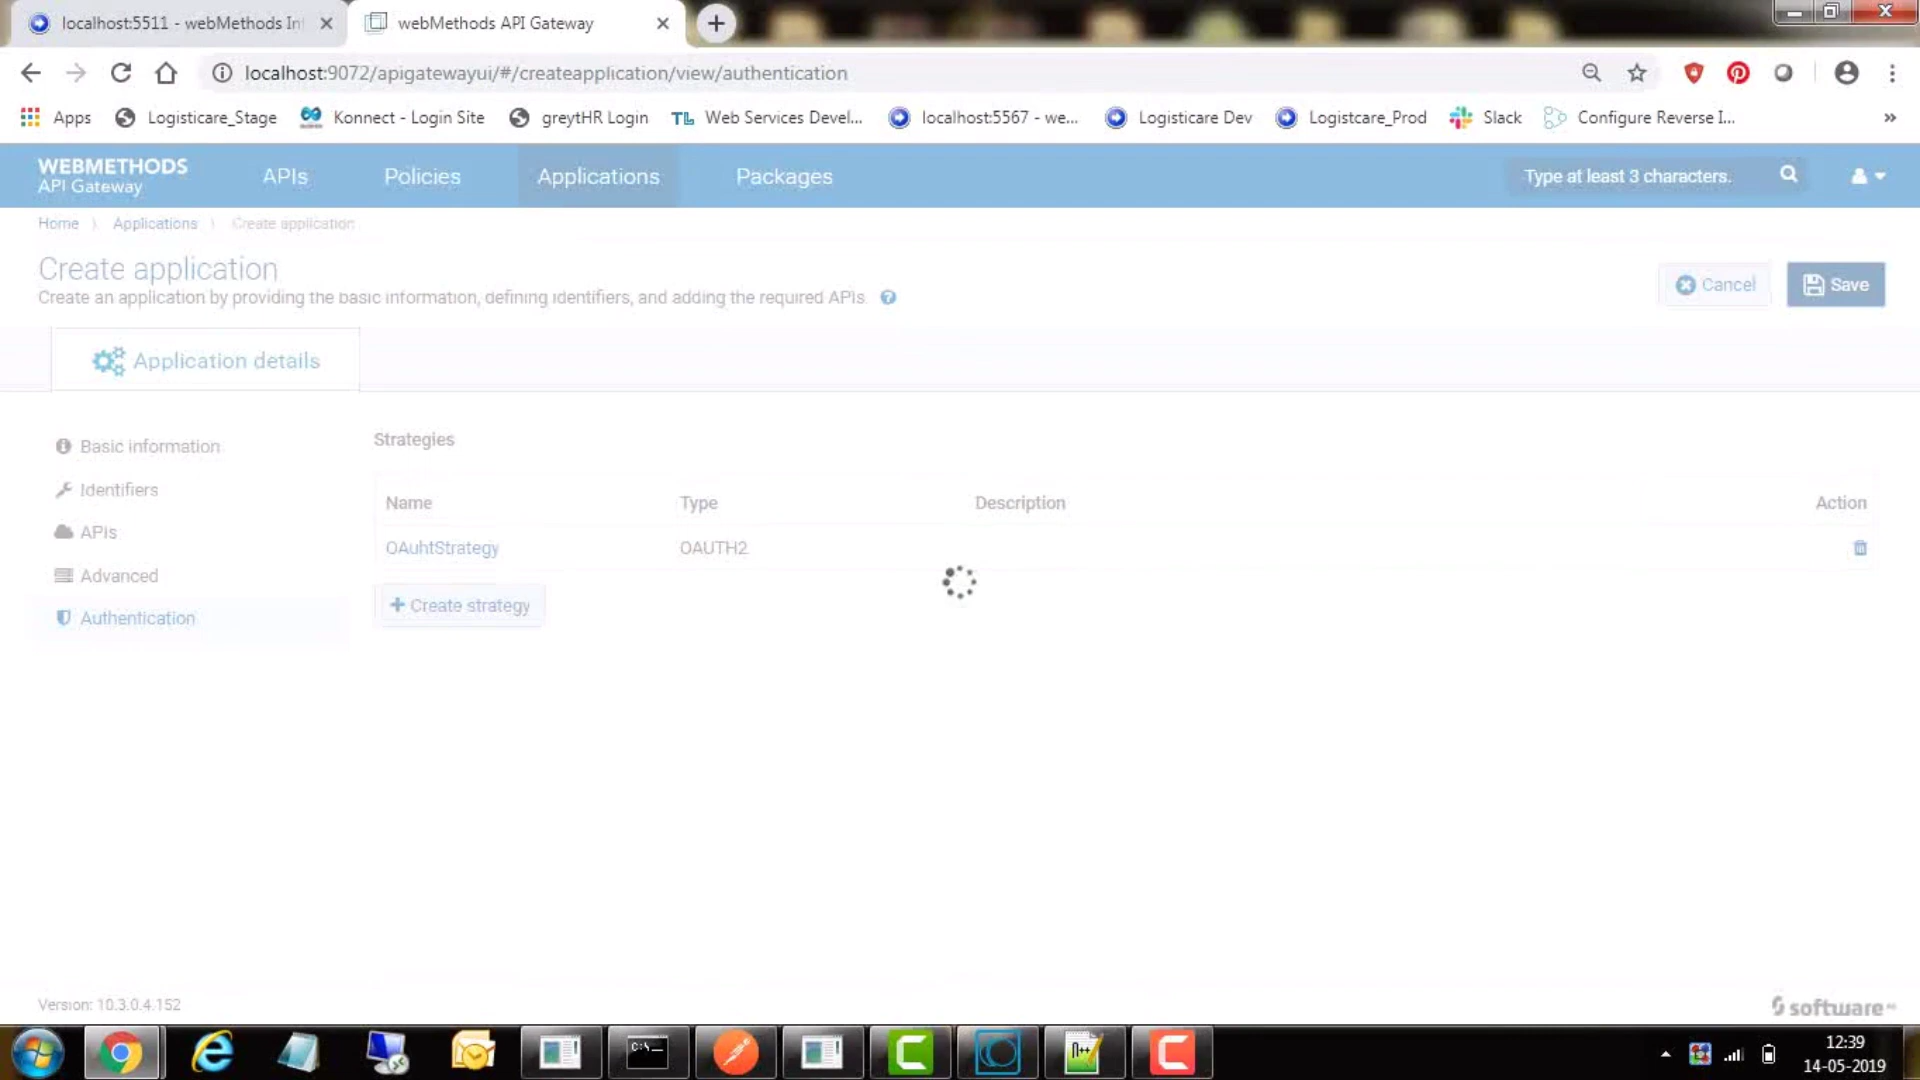 localhost:5511 - webMethods In
webMethods API Gateway
localhost:9072/apigatewayui/#/createapplication/view/authentication
Apps
Logisticare_Stage
Konnect - Login Site
greytHR Login
TL
Web Services Devel...
localhost:5567 - we...
Logisticare Dev
Logistcare_Prod
Slack
Configure Reverse I...
»
WEBMETHODS
API Gateway
APIs
Policies
Applications
Packages
Type at least 3 characters.
Home
Applications
Create application
Create application
Create an application by providing the basic information, defining identifiers, and adding the required APIs.
Cancel
Save
Application details
Basic information
Identifiers
APIs
Advanced
Authentication
Strategies
Name
Type
Description
Action
OAuhtStrategy
OAUTH2
+ Create strategy
Version: 10.3.0.4.152
software AG
C:\
12:39
14-05-2019